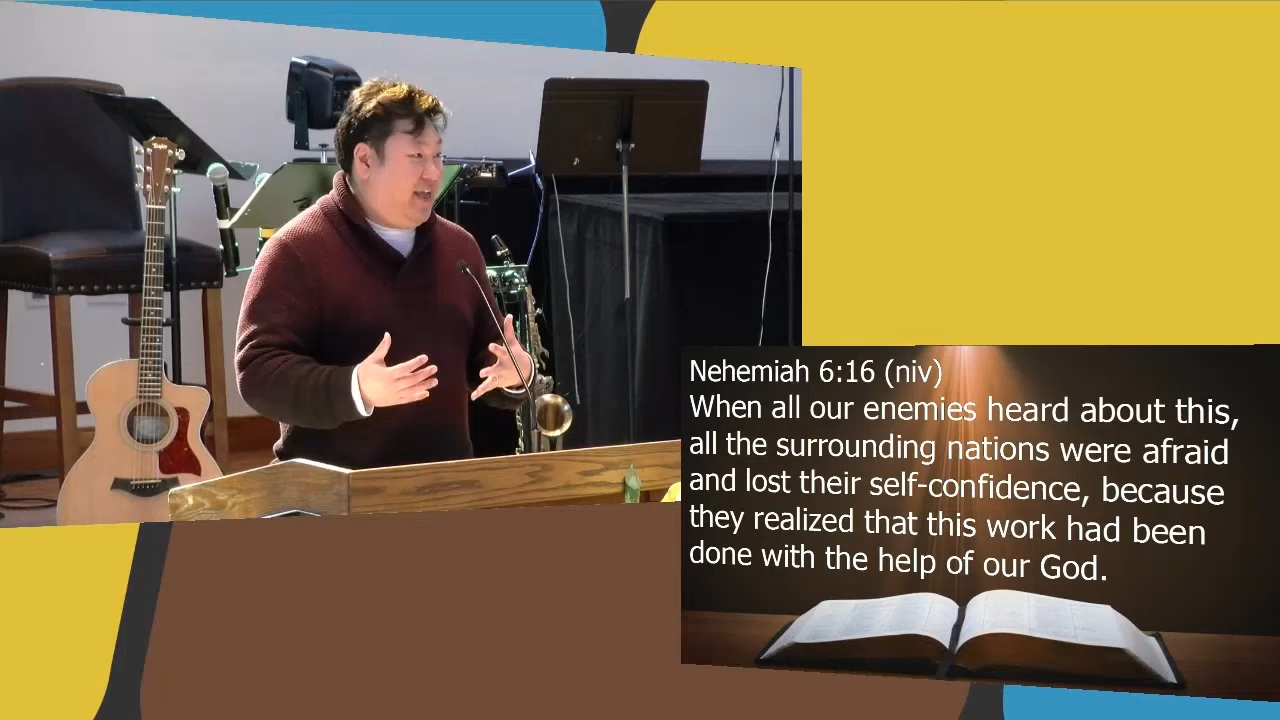 Taylor
Nehemiah 6:16 (niv)
When all our enemies heard about this,
all the surrounding nations were afraid
and lost their self-confidence, because
they realized that this work had been
done with the help of our God.